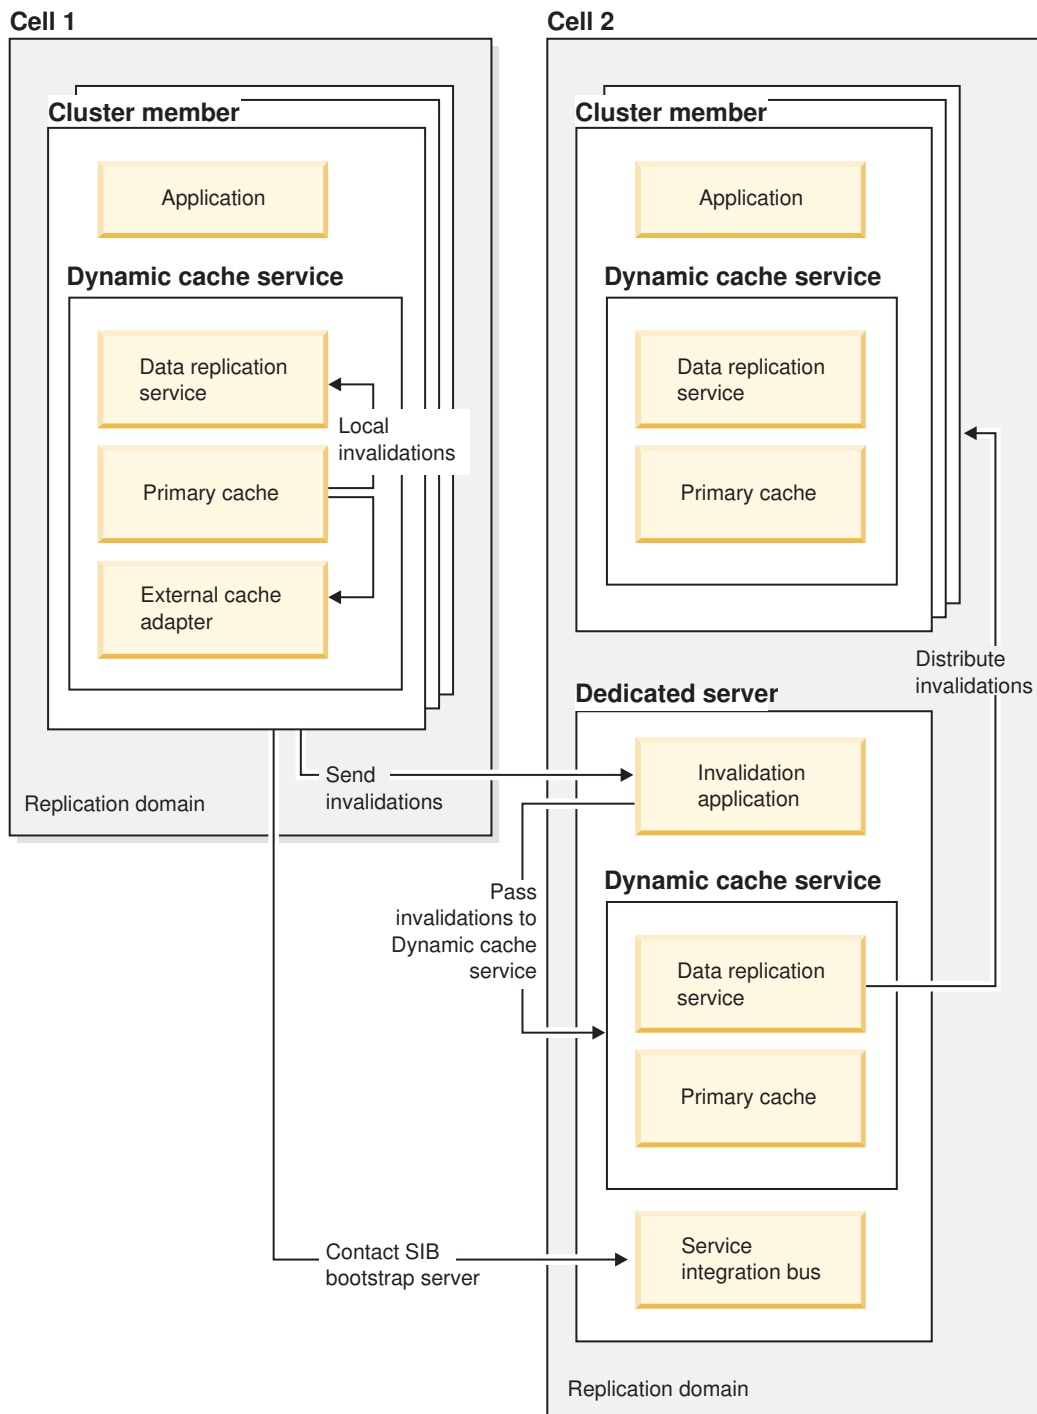 Cell 1
Cluster member
Application
Dynamic cache service
Data replication
service
Local
invalidations
Primary cache
External cache
adapter
Send
invalidations
Replication domain
Cell 2
Cluster member
Application
Dynamic cache service
Data replication
service
Primary cache
Distribute
invalidations
Dedicated server
Invalidation
application
Pass
invalidations to
Dynamic cache
service
Dynamic cache service
Data replication
service
Primary cache
Contact SIB
bootstrap server
Service
integration bus
Replication domain